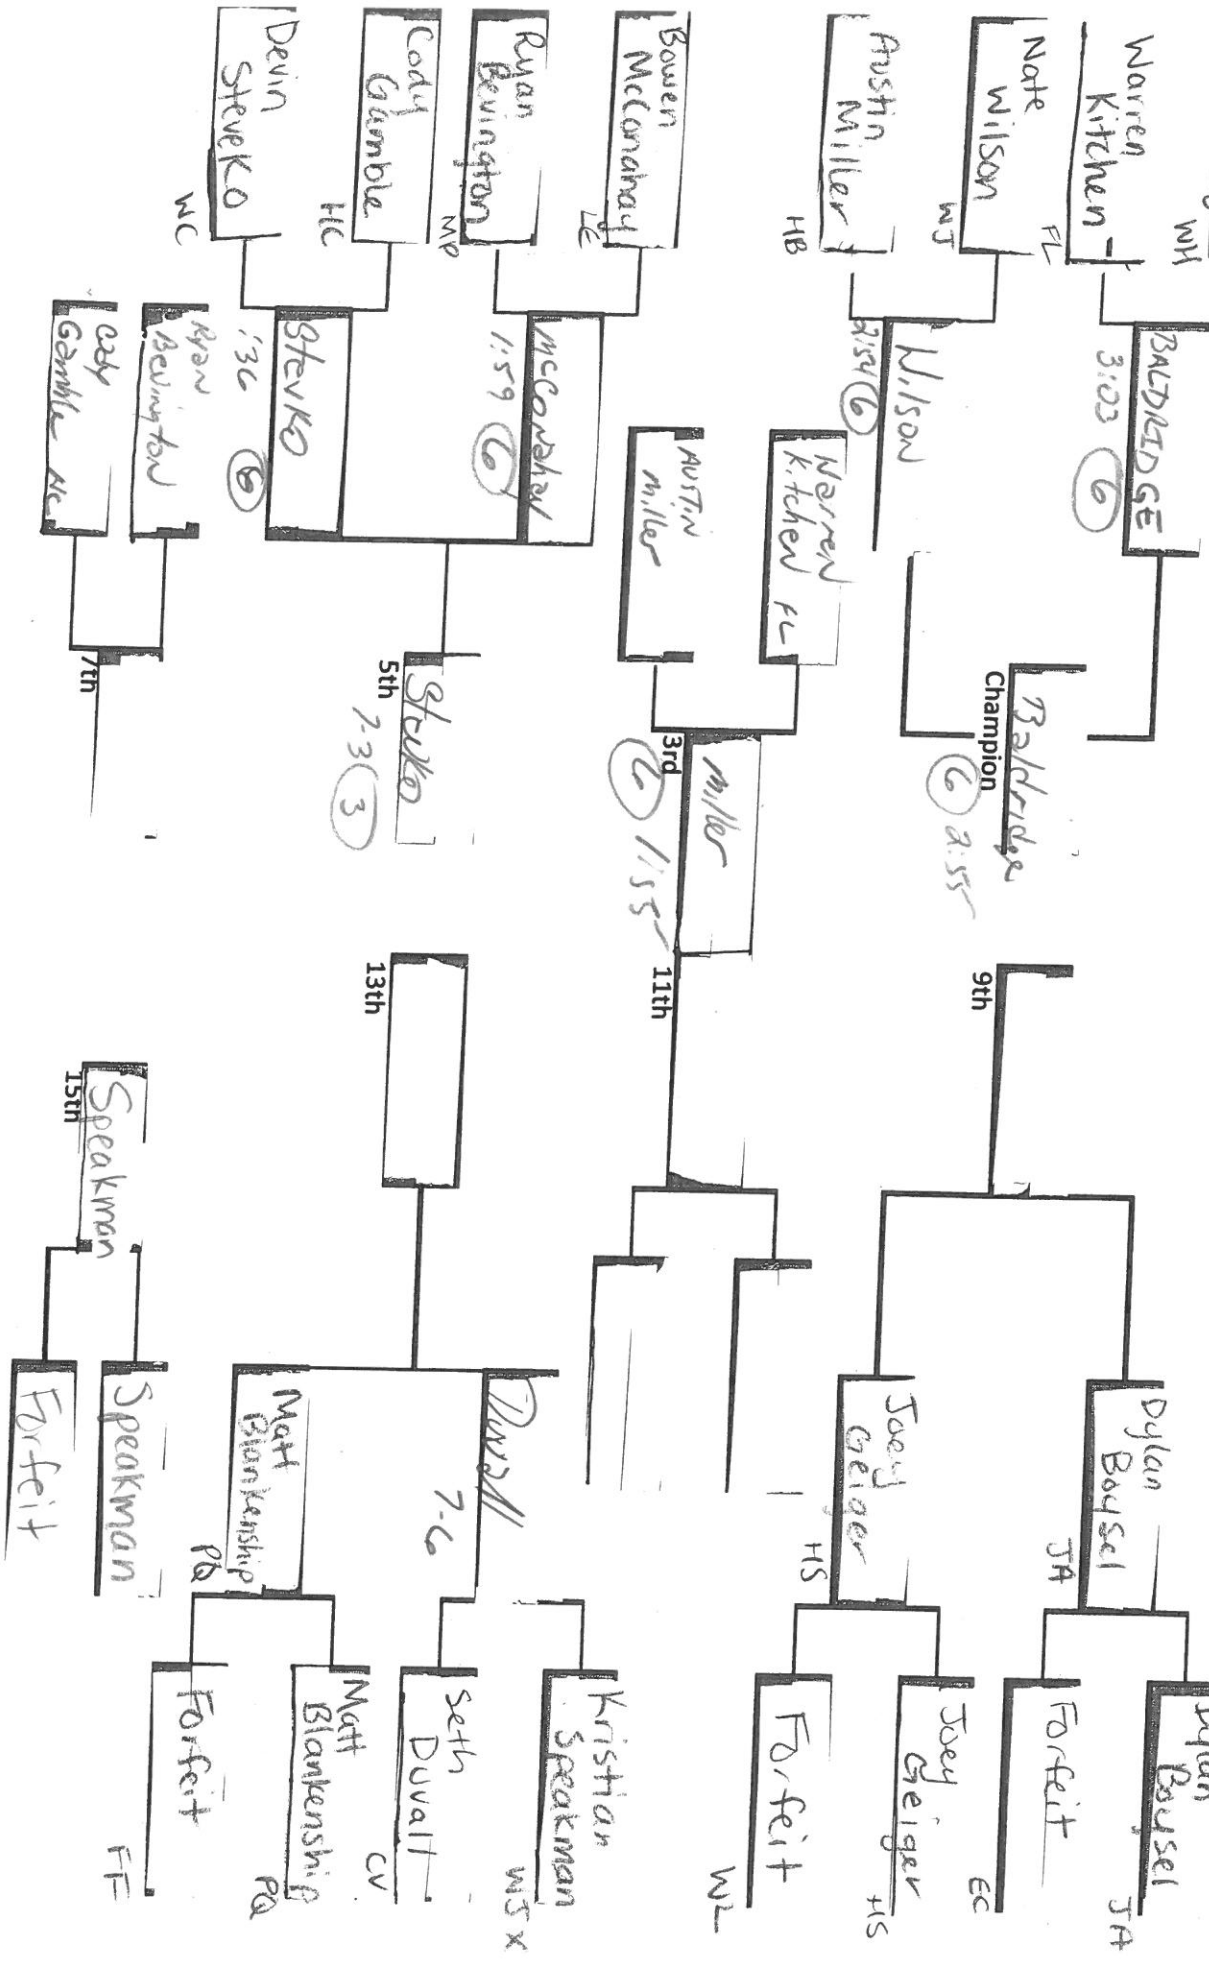 WH
Warren
Kitchen
FL
Nate
Wilson
WJ
Austin
Miller
HB
Bowen
McConahay
LE
Ryan
Bevington
MP
Cody
Gamble
HC
Devin
SteveKO
WC
BALDRIDGE
3:03 6
Wilson
2:54 6
McConahay
1:59 6
StevKO
1:36 6
Ryan
Bevington
Cody
Gamble HC
Warren
Kitchen FL
AUSTIN
Miller
Baldridge
Champion
6 2:55
Miller
3rd
6 1:55
StevKO
5th
7-3 3
7th
9th
11th
13th
Speakman
15th
Dylan
Boysel
JA
Joey
Geiger
HS
Duvall
7-6
Matt
Blankenship
PQ
Speakman
Forfeit
Dylan
Boysel
JA
Forfeit
EC
Joey
Geiger
HS
Forfeit
WL
Kristian
Speakman
WJ X
Seth
Duvall
CV
Matt
Blankenship
PQ
Forfeit
FF